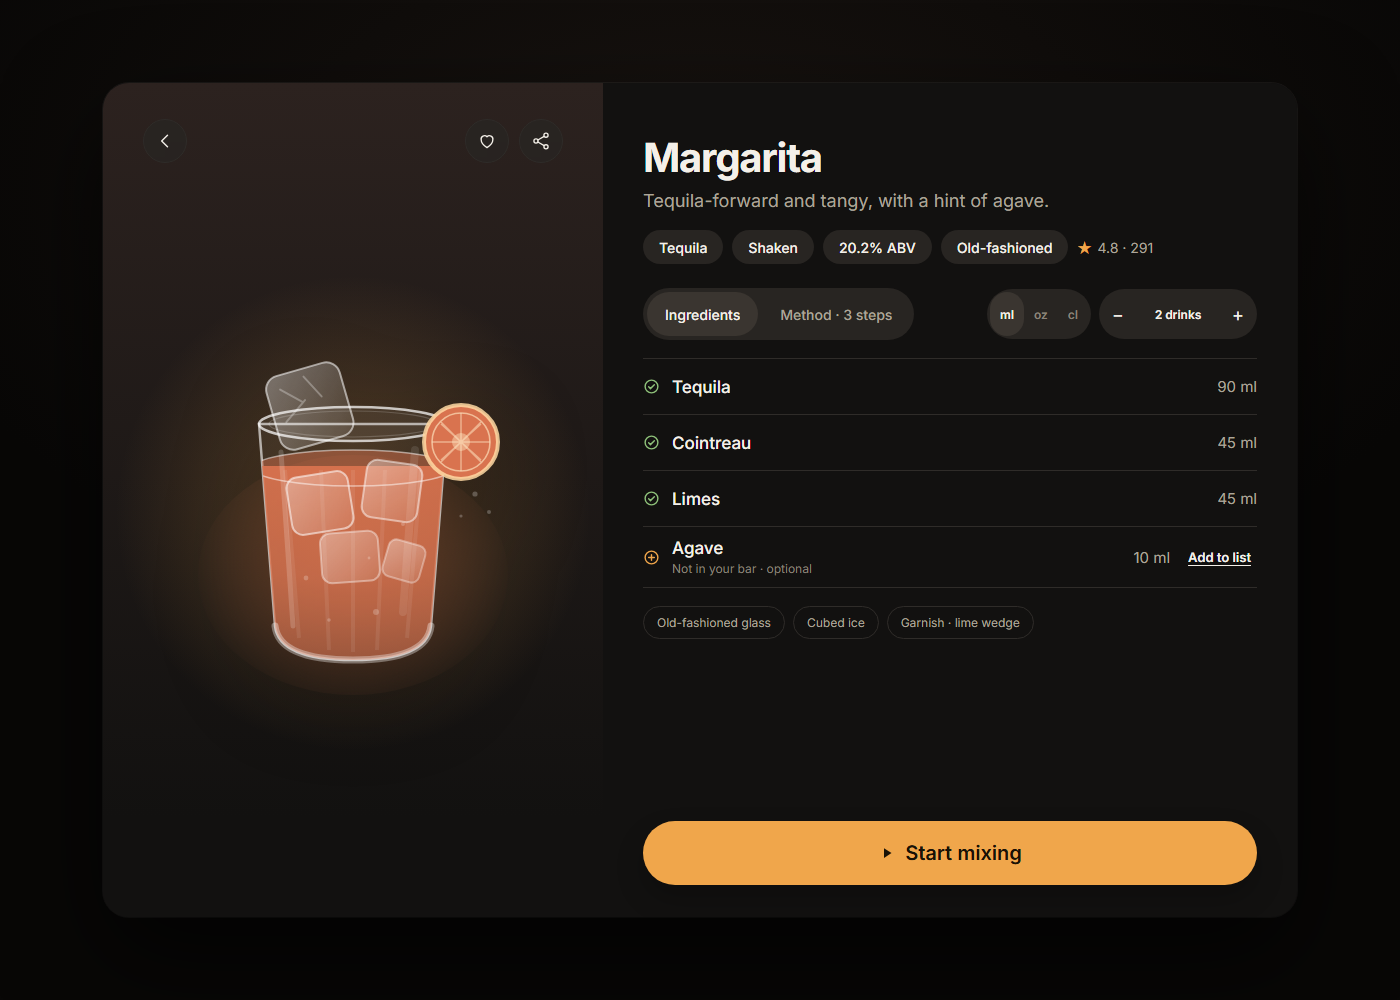 Margarita
Tequila-forward and tangy, with a hint of agave.
Tequila Shaken 20.2% ABV Old-fashioned ★ 4.8 · 291
Ingredients Method · 3 steps ml oz cl − 2 drinks +
Tequila 90 ml
Cointreau 45 ml
Limes 45 ml
Agave 10 ml Add to list
Not in your bar · optional
Old-fashioned glass Cubed ice Garnish · lime wedge
Start mixing